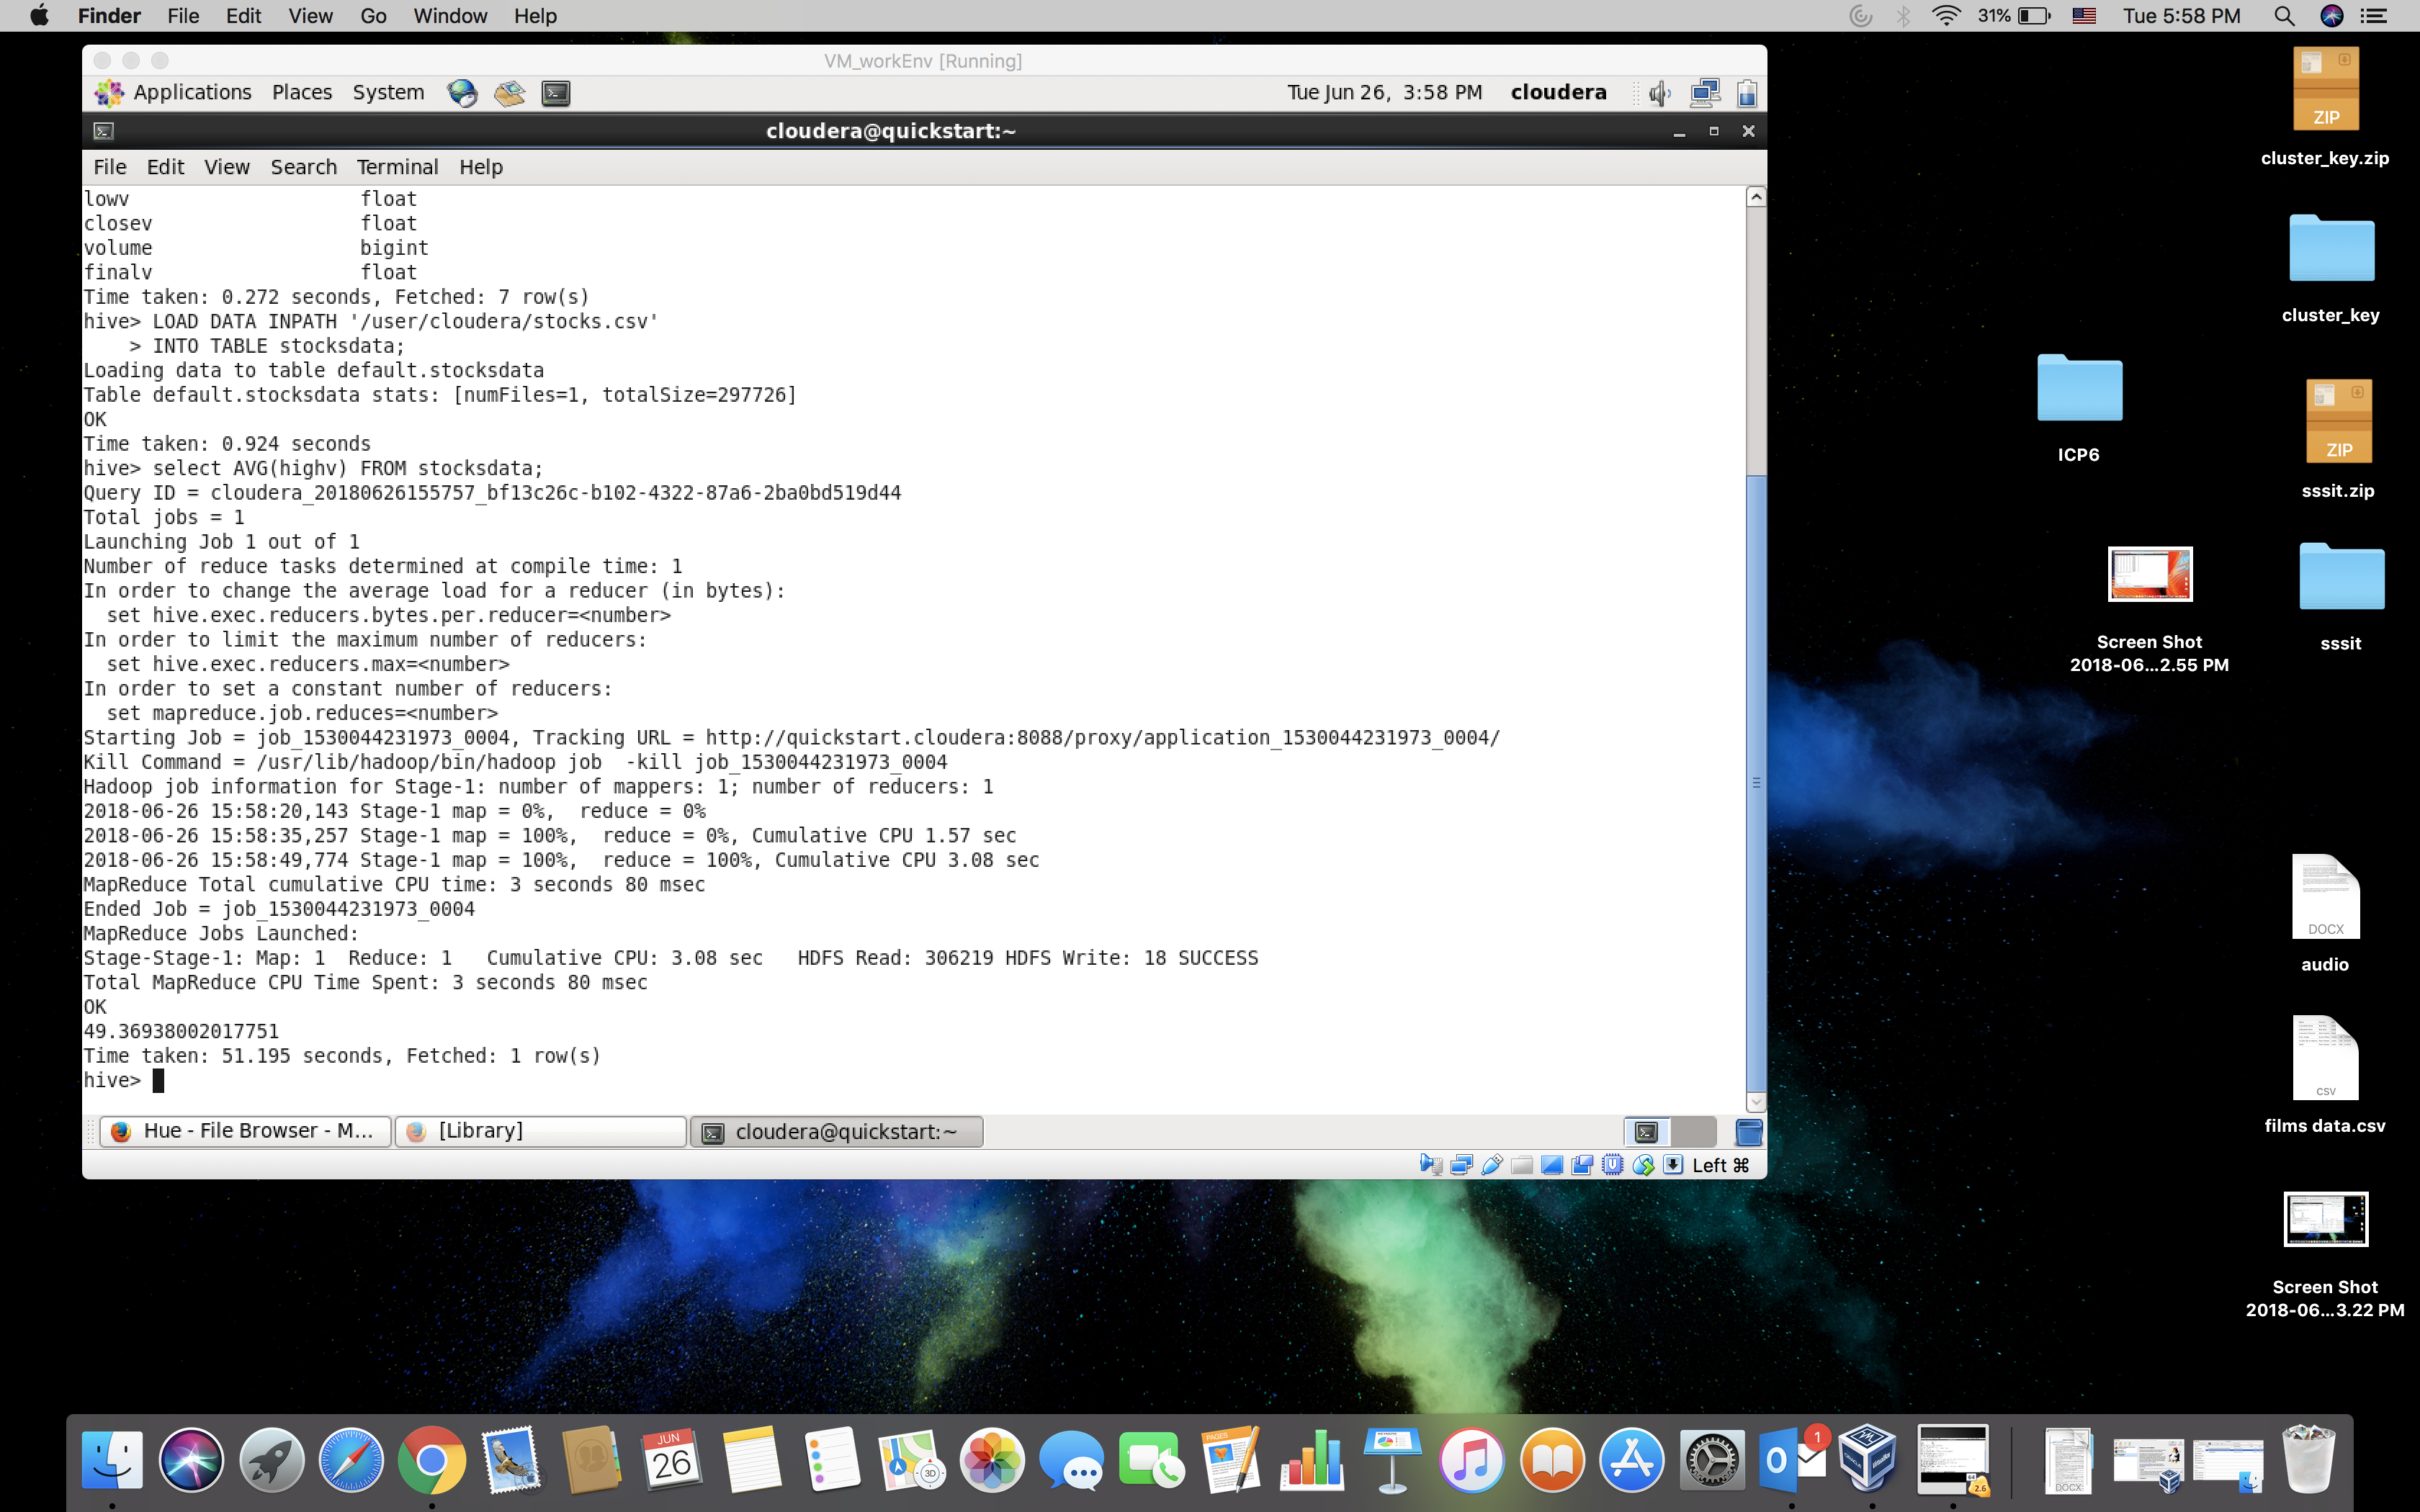 Finder File Edit View Go Window Help
31% Tue 5:58 PM
VM_workEnv [Running]
Applications Places System
Tue Jun 26, 3:58 PM cloudera
cloudera@quickstart:~
File Edit View Search Terminal Help
lowv                    float
closev                  float
volume                  bigint
finalv                  float
Time taken: 0.272 seconds, Fetched: 7 row(s)
hive> LOAD DATA INPATH '/user/cloudera/stocks.csv'
    > INTO TABLE stocksdata;
Loading data to table default.stocksdata
Table default.stocksdata stats: [numFiles=1, totalSize=297726]
OK
Time taken: 0.924 seconds
hive> select AVG(highv) FROM stocksdata;
Query ID = cloudera_20180626155757_bf13c26c-b102-4322-87a6-2ba0bd519d44
Total jobs = 1
Launching Job 1 out of 1
Number of reduce tasks determined at compile time: 1
In order to change the average load for a reducer (in bytes):
  set hive.exec.reducers.bytes.per.reducer=<number>
In order to limit the maximum number of reducers:
  set hive.exec.reducers.max=<number>
In order to set a constant number of reducers:
  set mapreduce.job.reduces=<number>
Starting Job = job_1530044231973_0004, Tracking URL = http://quickstart.cloudera:8088/proxy/application_1530044231973_0004/
Kill Command = /usr/lib/hadoop/bin/hadoop job  -kill job_1530044231973_0004
Hadoop job information for Stage-1: number of mappers: 1; number of reducers: 1
2018-06-26 15:58:20,143 Stage-1 map = 0%,  reduce = 0%
2018-06-26 15:58:35,257 Stage-1 map = 100%,  reduce = 0%, Cumulative CPU 1.57 sec
2018-06-26 15:58:49,774 Stage-1 map = 100%,  reduce = 100%, Cumulative CPU 3.08 sec
MapReduce Total cumulative CPU time: 3 seconds 80 msec
Ended Job = job_1530044231973_0004
MapReduce Jobs Launched:
Stage-Stage-1: Map: 1  Reduce: 1   Cumulative CPU: 3.08 sec   HDFS Read: 306219 HDFS Write: 18 SUCCESS
Total MapReduce CPU Time Spent: 3 seconds 80 msec
OK
49.36938002017751
Time taken: 51.195 seconds, Fetched: 1 row(s)
hive>
Hue - File Browser - M... [Library] cloudera@quickstart:~
Left ⌘
ZIP
cluster_key.zip
cluster_key
ICP6
ZIP
sssit.zip
Screen Shot
2018-06...2.55 PM
sssit
DOCX
audio
csv
films data.csv
Screen Shot
2018-06...3.22 PM
JUN
26
3D
PAGES
1
2.6
DOCX